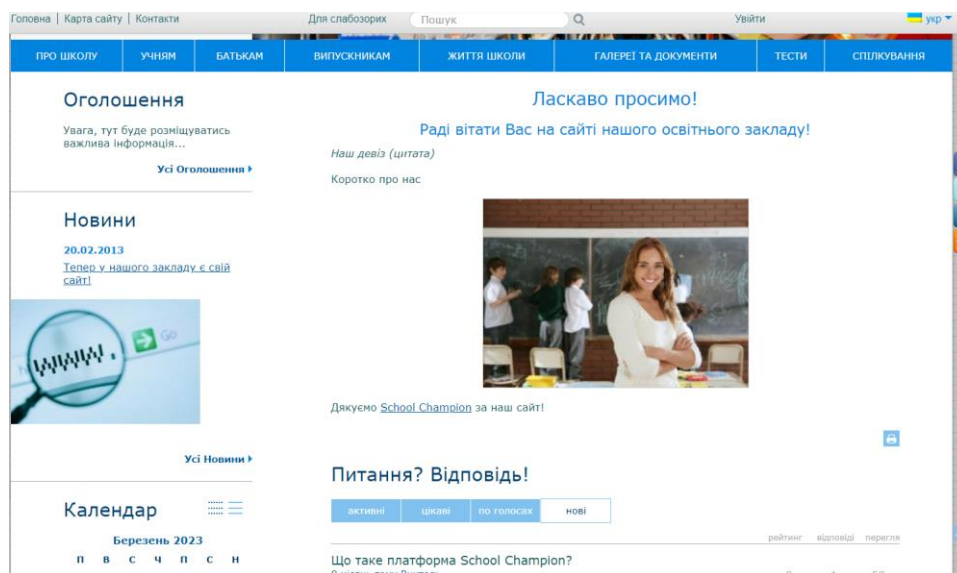 Головна | Карта сайту | Контакти
Для слабозорих
Пошук
Увійти
укр
ПРО ШКОЛУ УЧНЯМ БАТЬКАМ ВИПУСКНИКАМ ЖИТТЯ ШКОЛИ ГАЛЕРЕЇ ТА ДОКУМЕНТИ ТЕСТИ СПІЛКУВАННЯ
Оголошення
Увага, тут буде розміщуватись
важлива інформація...
Усі Оголошення
Новини
20.02.2013
Тепер у нашого закладу є свій
сайт!
Go
Усі Новини
Календар
Березень 2023
П В С Ч П С Н
Ласкаво просимо!
Раді вітати Вас на сайті нашого освітнього закладу!
Наш девіз (цитата)
Коротко про нас
Дякуємо School Champion за наш сайт!
Питання? Відповідь!
активні цікаві по голосах нові
рейтинг відповіді перегля
Що таке платформа School Champion?